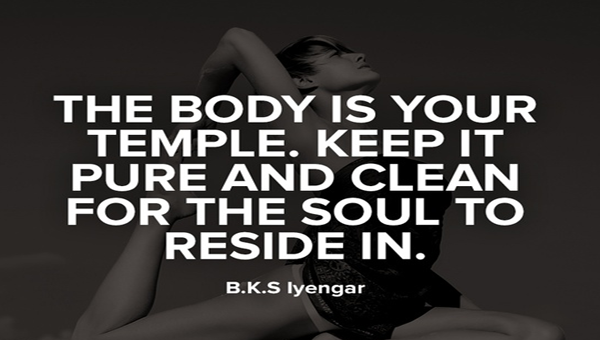 THE BODY IS YOUR
TEMPLE. KEEP IT
PURE AND CLEAN
FOR THE SOUL TO
RESIDE IN.
B.K.S Iyengar